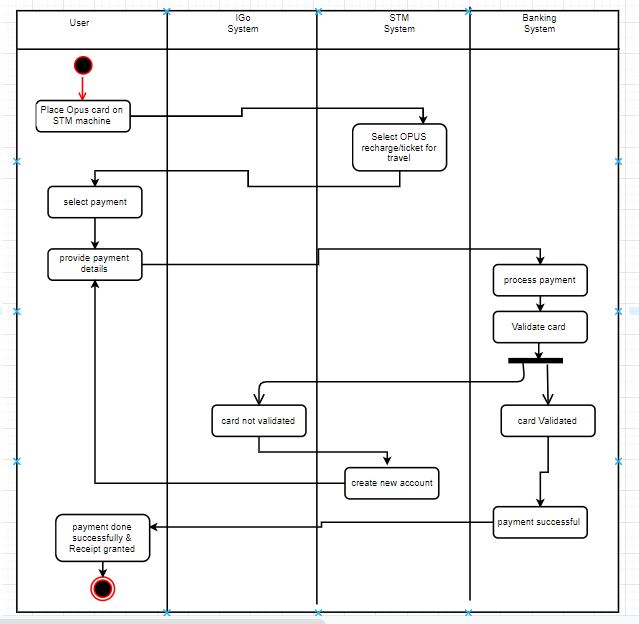 User
IGo
System
STM
System
Banking
System
Place Opus card on
STM machine
Select OPUS
recharge/ticket for
travel
select payment
provide payment
details
process payment
Validate card
card not validated
card Validated
create new account
payment successful
payment done
successfully &
Receipt granted